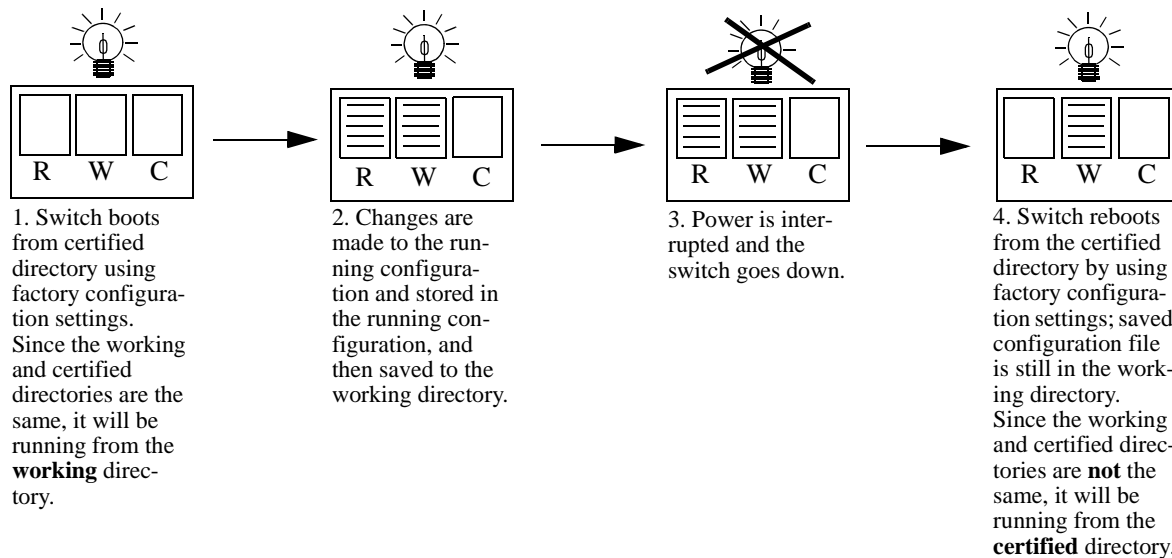 R W C
R W C
R W C
R W C
1. Switch boots
from certified
directory using
factory configura-
tion settings.
Since the working
and certified
directories are the
same, it will be
running from the
working direc-
tory.
2. Changes are
made to the run-
ning configura-
tion and stored in
the running con-
figuration, and
then saved to the
working directory.
3. Power is inter-
rupted and the
switch goes down.
4. Switch reboots
from the certified
directory by using
factory configura-
tion settings; saved
configuration file
is still in the work-
ing directory.
Since the working
and certified direc-
tories are not the
same, it will be
running from the
certified directory.